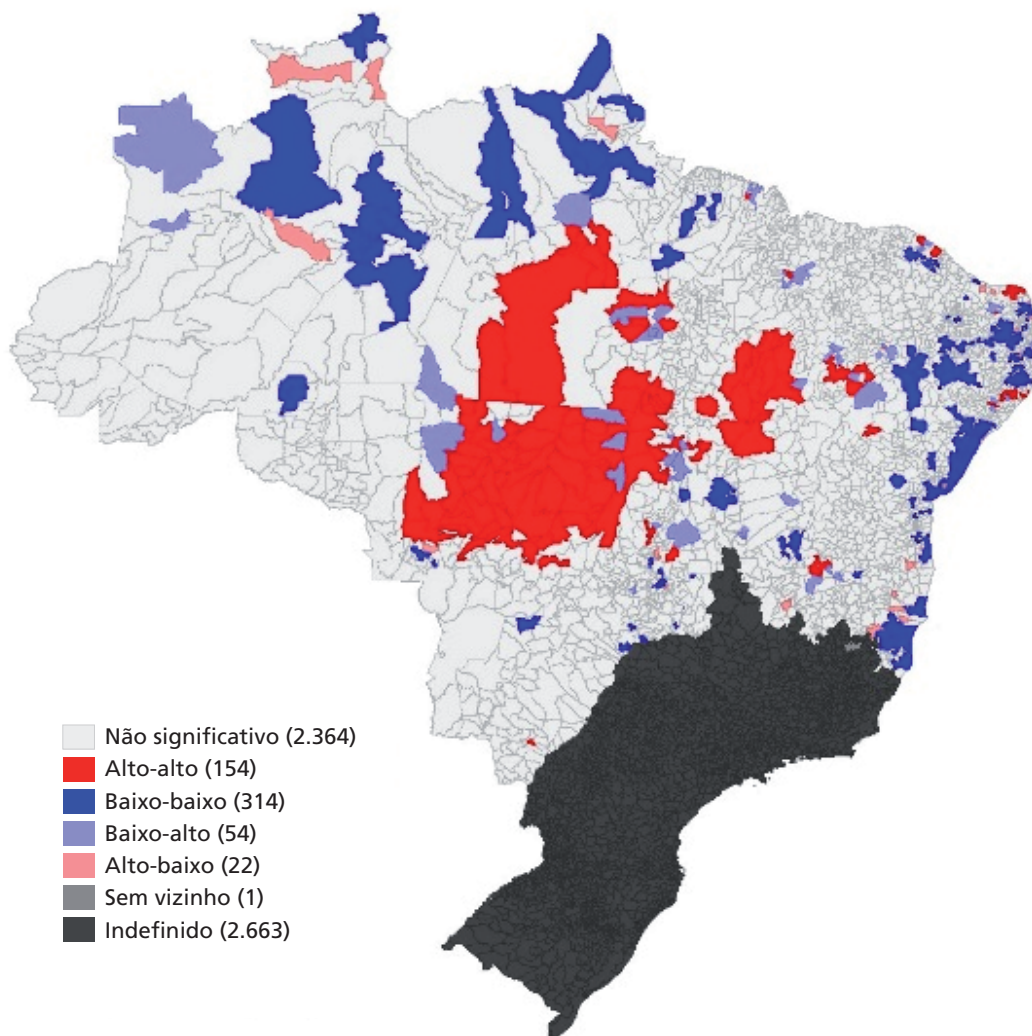 Não significativo (2.364)
Alto-alto (154)
Baixo-baixo (314)
Baixo-alto (54)
Alto-baixo (22)
Sem vizinho (1)
Indefinido (2.663)